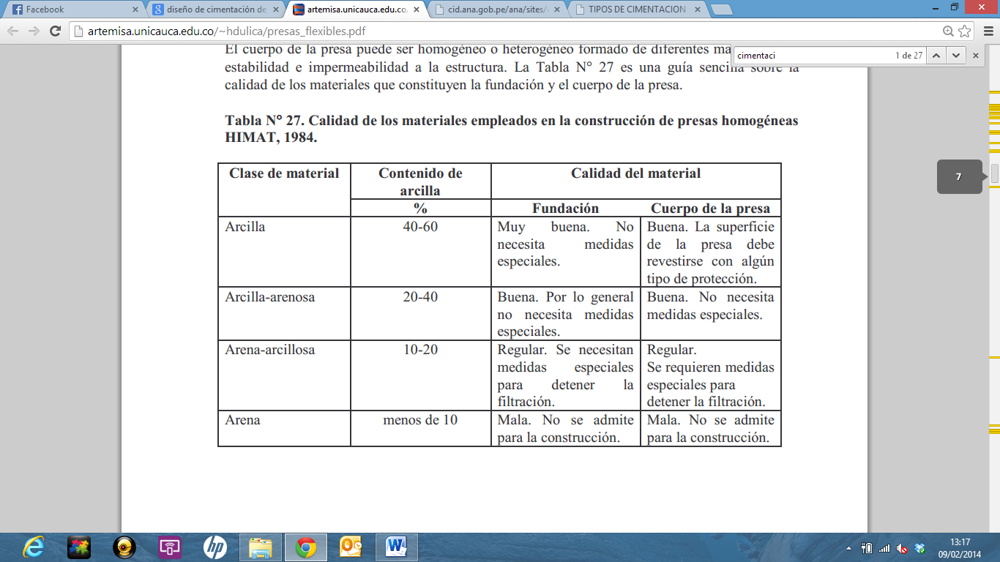 Facebook
diseño de cimentación de
artemisa.unicauca.edu.co/
cid.ana.gob.pe/ana/sites/
TIPOS DE CIMENTACION
artemisa.unicauca.edu.co/~hdulica/presas_flexibles.pdf
cimentaci
1 de 27
El cuerpo de la presa puede ser homogéneo o heterogéneo formado de diferentes
estabilidad e impermeabilidad a la estructura. La Tabla N° 27 es una guía sencilla sobre la
calidad de los materiales que constituyen la fundación y el cuerpo de la presa.
Tabla N° 27. Calidad de los materiales empleados en la construcción de presas homogéneas
HIMAT, 1984.
Clase de material
Contenido de
arcilla
Calidad del material
%
Fundación
Cuerpo de la presa
Arcilla
40-60
Muy buena. No
necesita medidas
especiales.
Buena. La superficie
de la presa debe
revestirse con algún
tipo de protección.
Arcilla-arenosa
20-40
Buena. Por lo general
no necesita medidas
especiales.
Buena. No necesita
medidas especiales.
Arena-arcillosa
10-20
Regular. Se necesitan
medidas especiales
para detener la
filtración.
Regular.
Se requieren medidas
especiales para
detener la filtración.
Arena
menos de 10
Mala. No se admite
para la construcción.
Mala. No se admite
para la construcción.
7
hp
13:17
09/02/2014